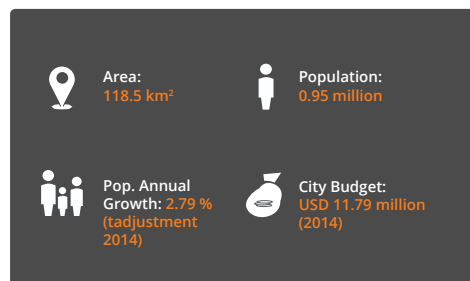 Area:
118.5 km²
Population:
0.95 million
Pop. Annual
Growth: 2.79 %
(tadjustment
2014)
City Budget:
USD 11.79 million
(2014)